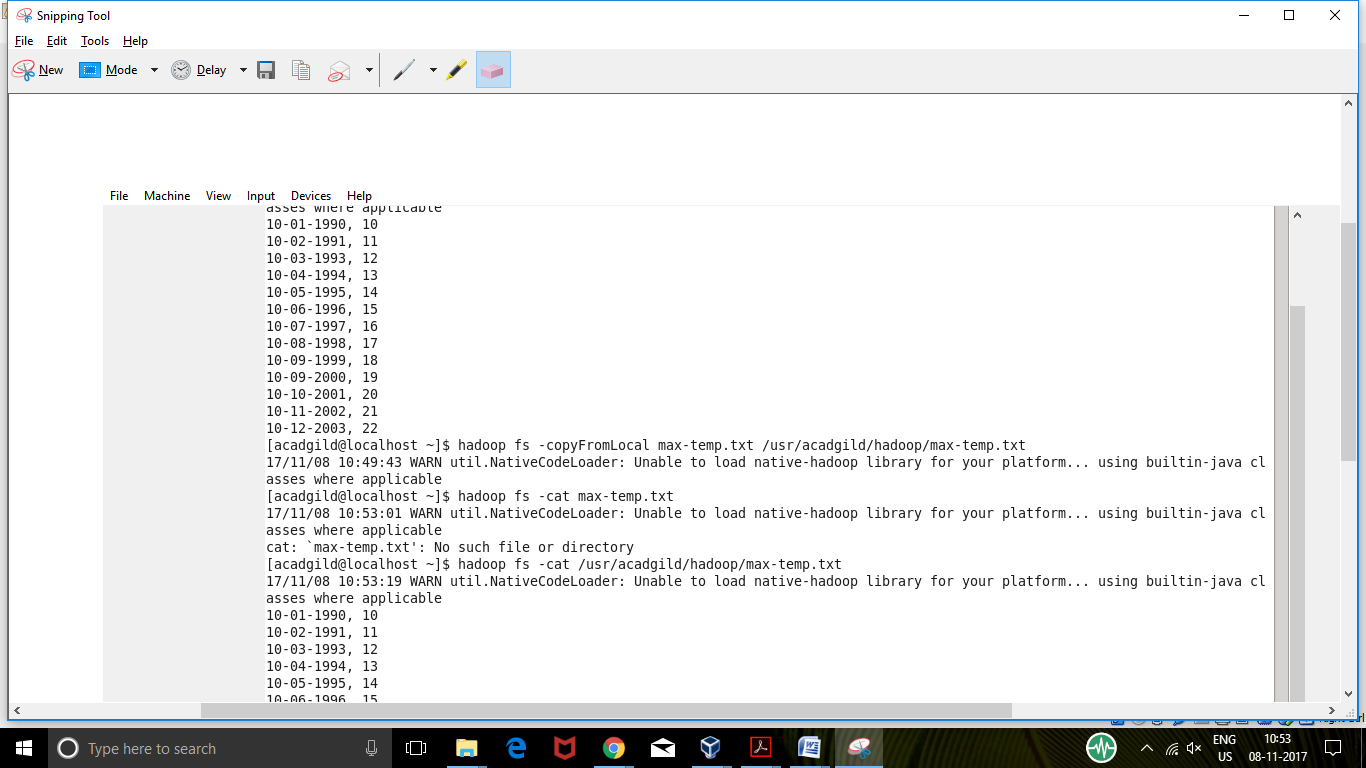 Snipping Tool
File Edit Tools Help
New Mode Delay
File Machine View Input Devices Help
asses where applicable
10-01-1990, 10
10-02-1991, 11
10-03-1993, 12
10-04-1994, 13
10-05-1995, 14
10-06-1996, 15
10-07-1997, 16
10-08-1998, 17
10-09-1999, 18
10-09-2000, 19
10-10-2001, 20
10-11-2002, 21
10-12-2003, 22
[acadgild@localhost ~]$ hadoop fs -copyFromLocal max-temp.txt /usr/acadgild/hadoop/max-temp.txt
17/11/08 10:49:43 WARN util.NativeCodeLoader: Unable to load native-hadoop library for your platform... using builtin-java cl
asses where applicable
[acadgild@localhost ~]$ hadoop fs -cat max-temp.txt
17/11/08 10:53:01 WARN util.NativeCodeLoader: Unable to load native-hadoop library for your platform... using builtin-java cl
asses where applicable
cat: `max-temp.txt': No such file or directory
[acadgild@localhost ~]$ hadoop fs -cat /usr/acadgild/hadoop/max-temp.txt
17/11/08 10:53:19 WARN util.NativeCodeLoader: Unable to load native-hadoop library for your platform... using builtin-java cl
asses where applicable
10-01-1990, 10
10-02-1991, 11
10-03-1993, 12
10-04-1994, 13
10-05-1995, 14
10-06-1996, 15
Type here to search
ENG
US
10:53
08-11-2017